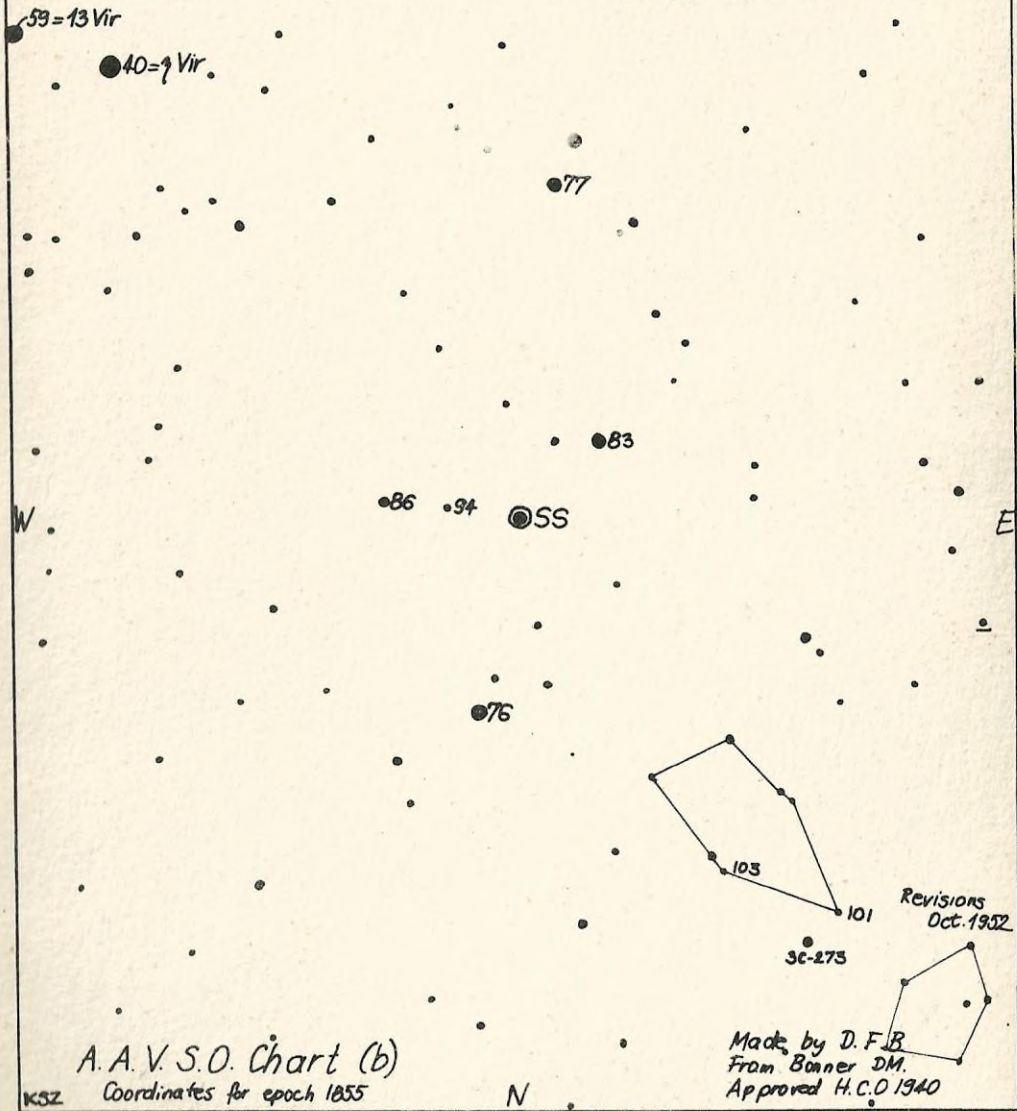 59=13 Vir
40=η Vir
77
83
86
94
SS
W
E
76
103
101
Revisions
Oct. 1952
3C-273
A.A.V.S.O. Chart (b)
Coordinates for epoch 1855
KSZ
N
Made by D.F.B
From Bonner DM.
Approved H.C.O 1940